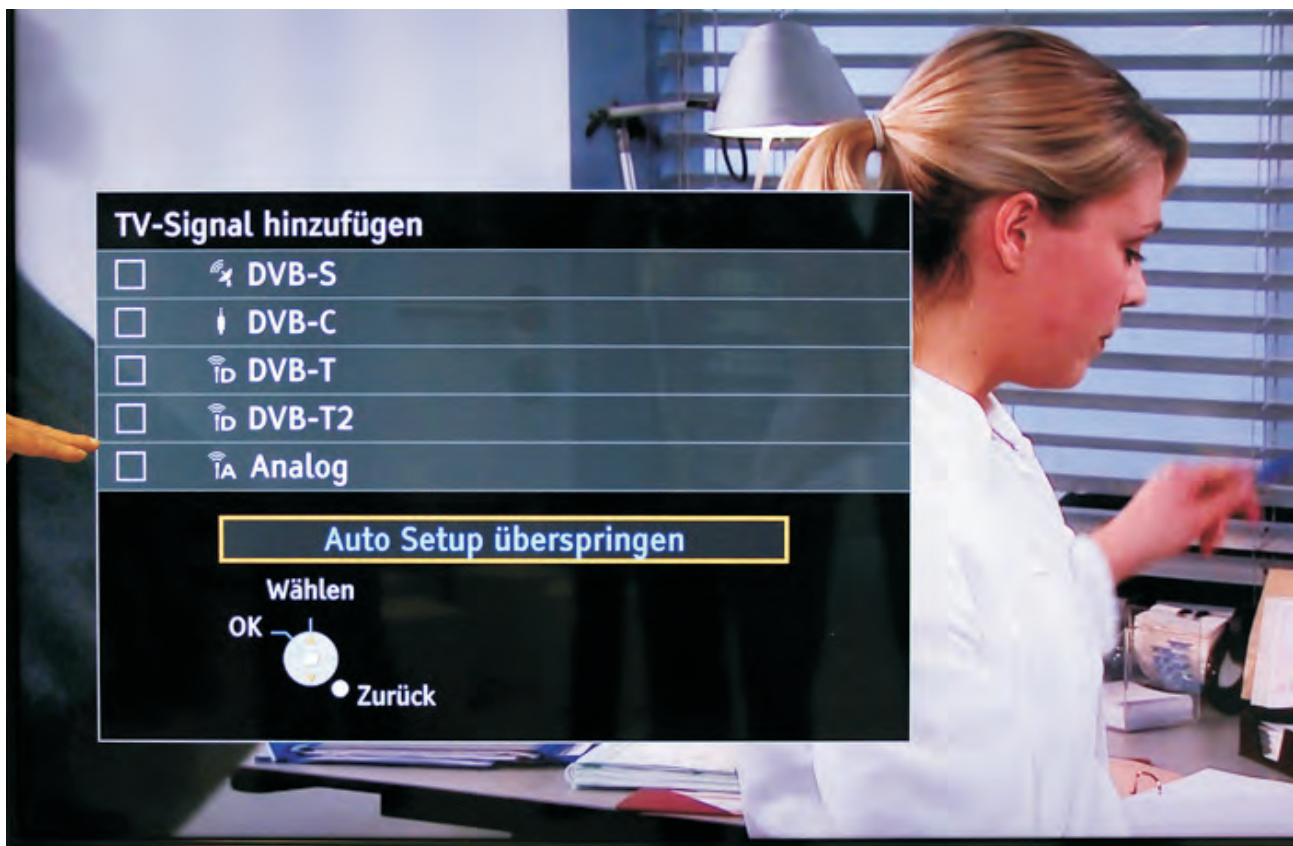 TV-Signal hinzufügen
DVB-S
DVB-C
D DVB-T
D DVB-T2
A Analog
Auto Setup überspringen
Wählen
OK
Zurück